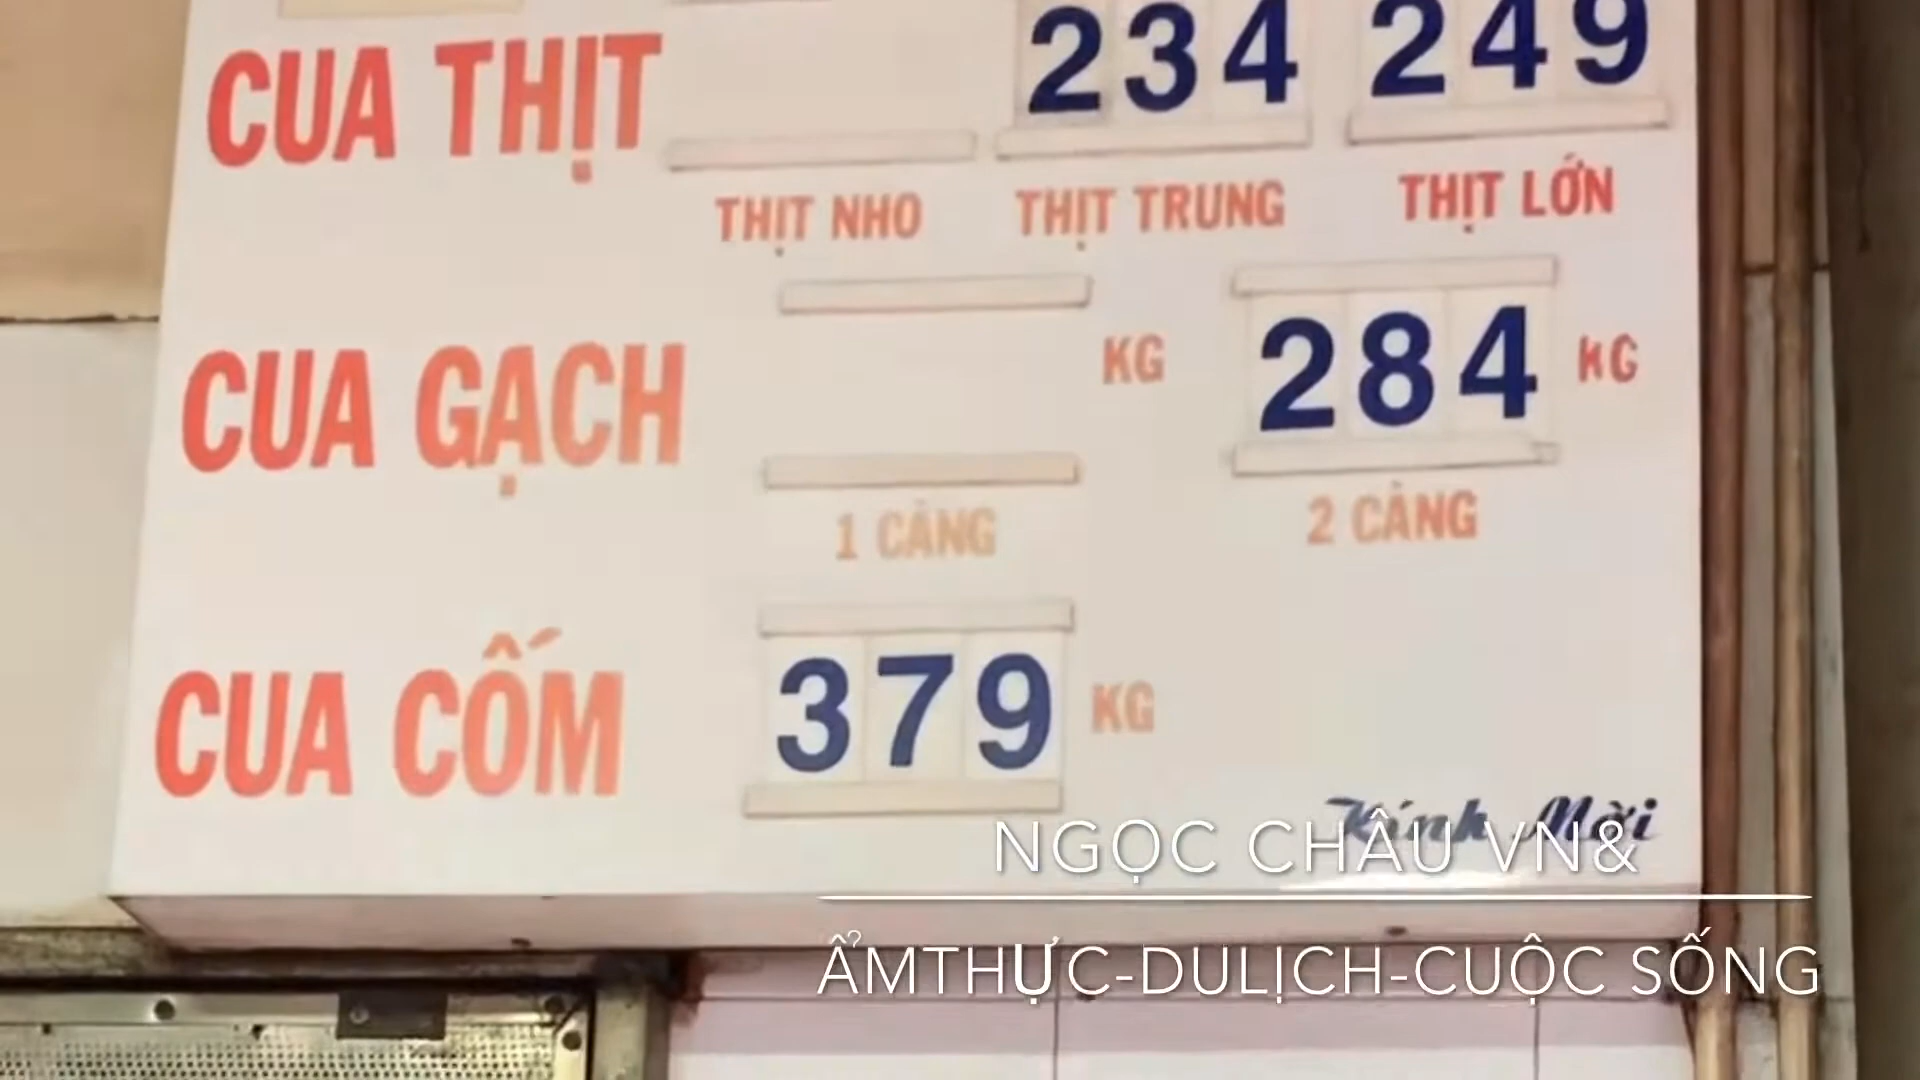 CUA THỊT 234 249
THỊT NHO THỊT TRUNG THỊT LỚN
CUA GẠCH KG 284 KG
1 CÀNG 2 CÀNG
CUA CỐM 379 KG
Kính Mời
NGỌC CHÂU VN&
ẨMTHỰC-DULỊCH-CUỘC SỐNG